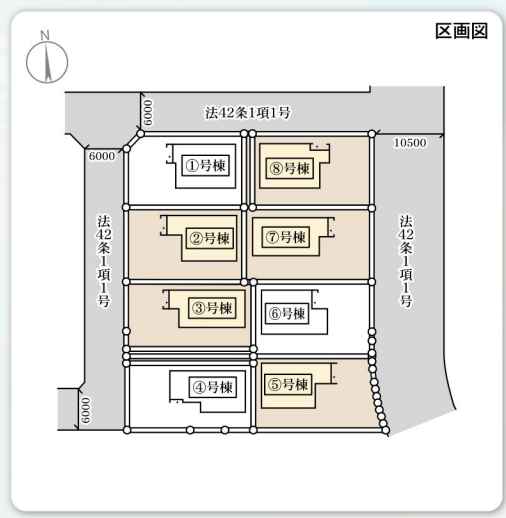 区画図
N
6000
法42条1項1号
6000
10500
①号棟
⑧号棟
法42条1項1号
②号棟
⑦号棟
法42条1項1号
③号棟
⑥号棟
④号棟
⑤号棟
6000